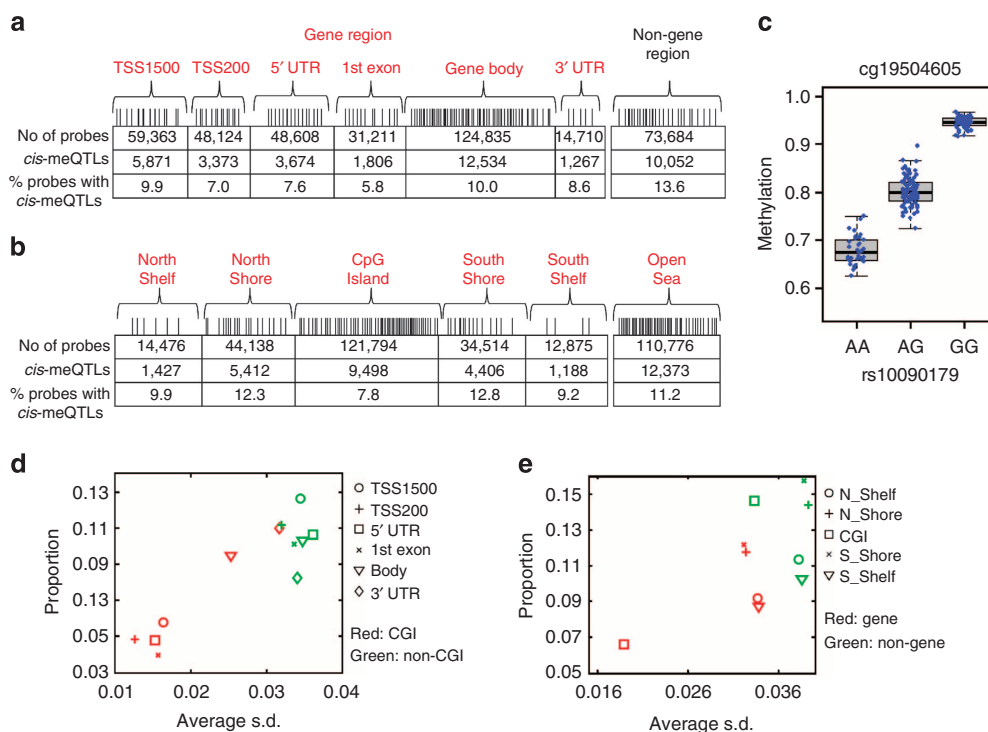 a
Gene region
Non-gene
region
TSS1500 TSS200 5′ UTR 1st exon Gene body 3′ UTR
No of probes 59,363 48,124 48,608 31,211 124,835 14,710 73,684
cis-meQTLs 5,871 3,373 3,674 1,806 12,534 1,267 10,052
% probes with
cis-meQTLs 9.9 7.0 7.6 5.8 10.0 8.6 13.6
b
North
Shelf
North
Shore
CpG
Island
South
Shore
South
Shelf
Open
Sea
No of probes 14,476 44,138 121,794 34,514 12,875 110,776
cis-meQTLs 1,427 5,412 9,498 4,406 1,188 12,373
% probes with
cis-meQTLs 9.9 12.3 7.8 12.8 9.2 11.2
c
cg19504605
Methylation
1.0
0.9
0.8
0.7
0.6
AA AG GG
rs10090179
d
Proportion
0.13
0.11
0.09
0.13
0.05
0.03
0.01 0.02 0.03 0.04
Average s.d.
TSS1500
TSS200
5′ UTR
1st exon
Body
3′ UTR
Red: CGI
Green: non-CGI
e
Proportion
0.15
0.13
0.11
0.09
0.07
0.05
0.016 0.026 0.036
Average s.d.
N_Shelf
N_Shore
CGI
S_Shore
S_Shelf
Red: gene
Green: non-gene